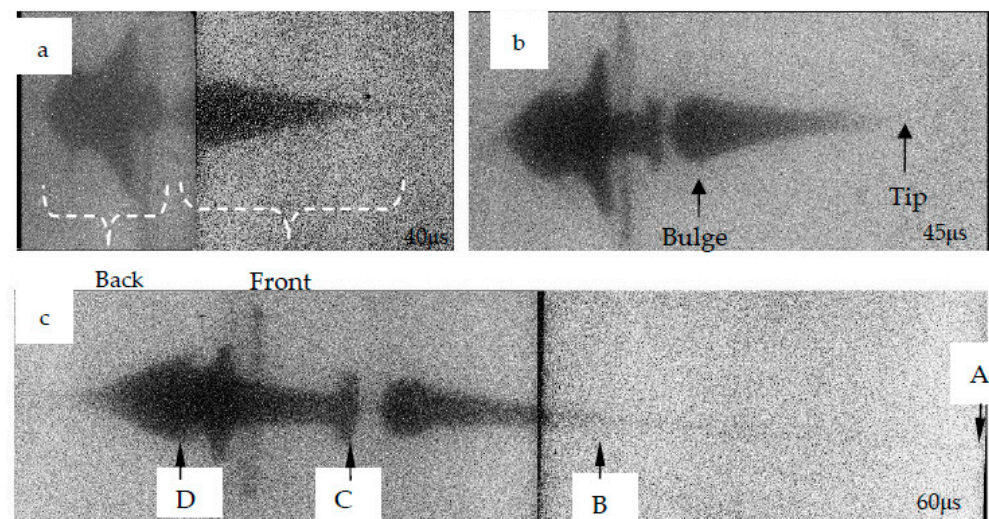 a
40μs
b
Tip
Bulge
45μs
Back Front
c
A
D C B
60μs